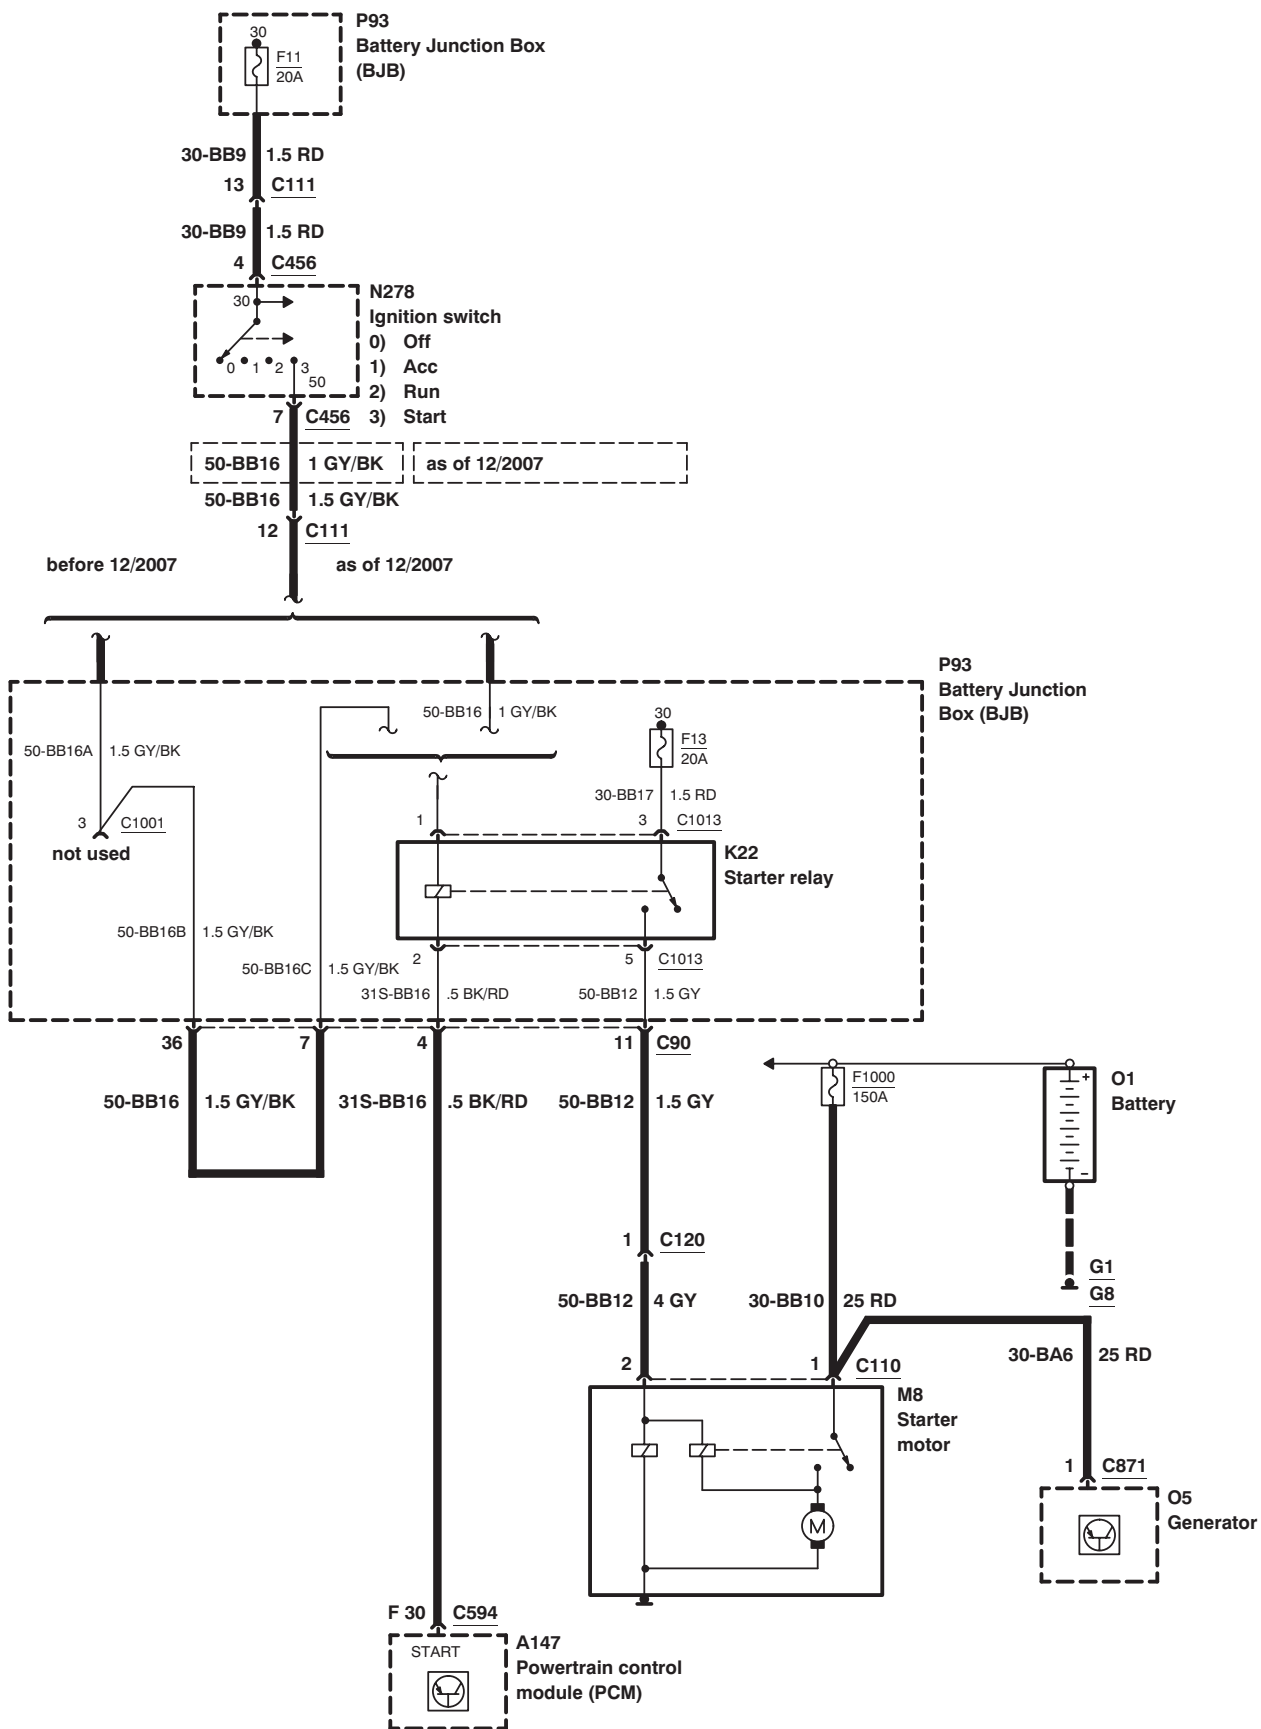 P93
Battery Junction Box
(BJB)
30
F11
20A
30-BB9 1.5 RD
13 C111
30-BB9 1.5 RD
4 C456
N278
Ignition switch
0) Off
1) Acc
2) Run
3) Start
30
0 1 2 3
50
7 C456
50-BB16 1 GY/BK as of 12/2007
50-BB16 1.5 GY/BK
12 C111
before 12/2007 as of 12/2007
P93
Battery Junction
Box (BJB)
50-BB16 1 GY/BK
30
F13
20A
50-BB16A 1.5 GY/BK
30-BB17 1.5 RD
3 C1001
not used
1 3 C1013
K22
Starter relay
50-BB16B 1.5 GY/BK
2 5 C1013
50-BB16C 1.5 GY/BK
31S-BB16 .5 BK/RD
50-BB12 1.5 GY
36 7 4 11 C90
F1000
150A
O1
Battery
+
-
50-BB16 1.5 GY/BK
31S-BB16 .5 BK/RD
50-BB12 1.5 GY
1 C120
G1
G8
50-BB12 4 GY
30-BB10 25 RD
30-BA6 25 RD
2 1 C110
M8
Starter
motor
M
1 C871
O5
Generator
F 30 C594
START
A147
Powertrain control
module (PCM)